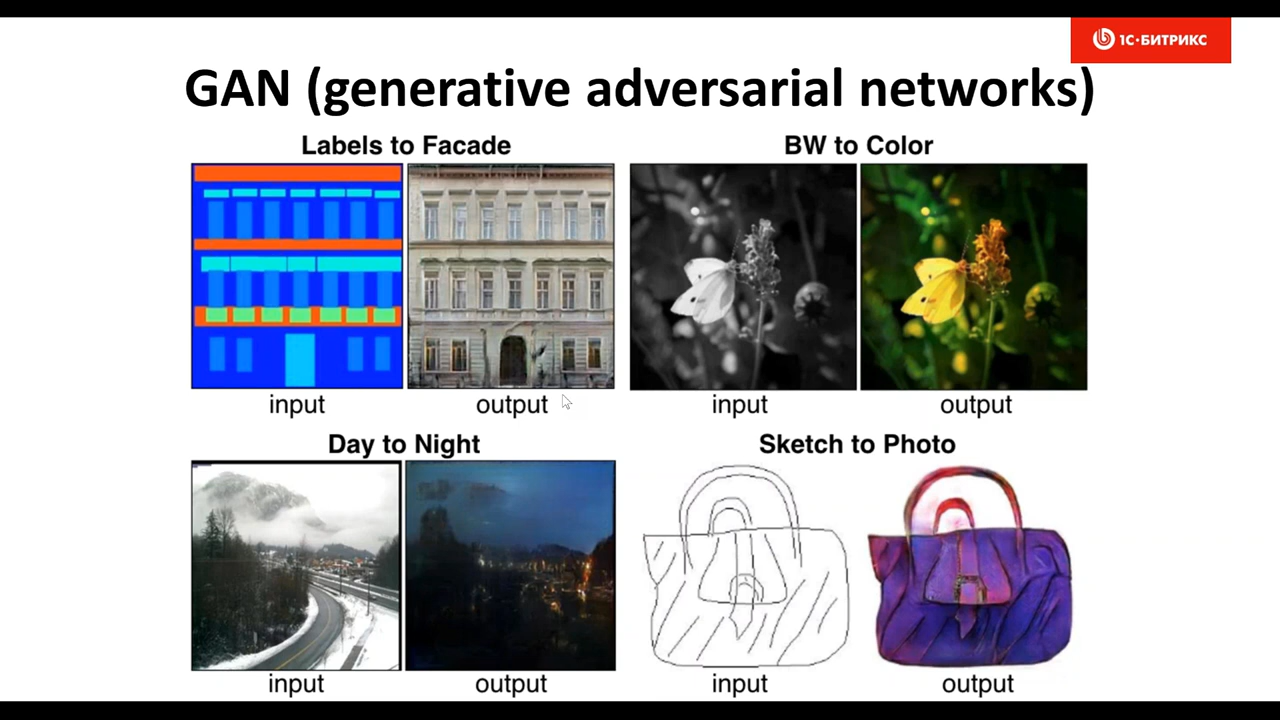 1С·БИТРИКС
GAN (generative adversarial networks)
Labels to Facade
BW to Color
input
output
input
output
Day to Night
Sketch to Photo
input
output
input
output